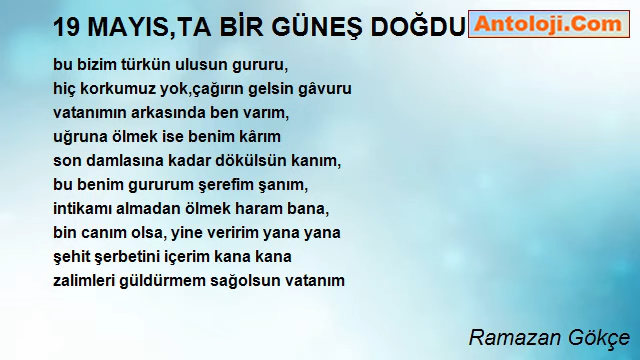 19 MAYIS,TA BİR GÜNEŞ DOĞDU
Antoloji.Com
bu bizim türkün ulusun gururu,
hiç korkumuz yok,çağırın gelsin gâvuru
vatanımın arkasında ben varım,
uğruna ölmek ise benim kârım
son damlasına kadar dökülsün kanım,
bu benim gururum şerefim şanım,
intikamı almadan ölmek haram bana,
bin canım olsa, yine veririm yana yana
şehit şerbetini içerim kana kana
zalimleri güldürmem sağolsun vatanım
Ramazan Gökçe